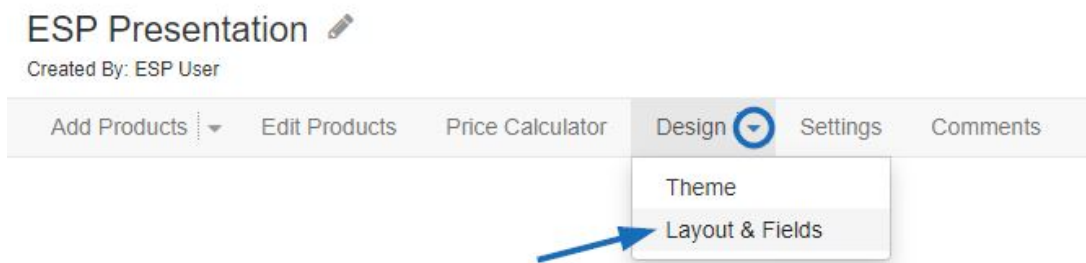 ESP Presentation
Created By: ESP User
Add Products Edit Products Price Calculator Design Settings Comments
Theme
Layout & Fields